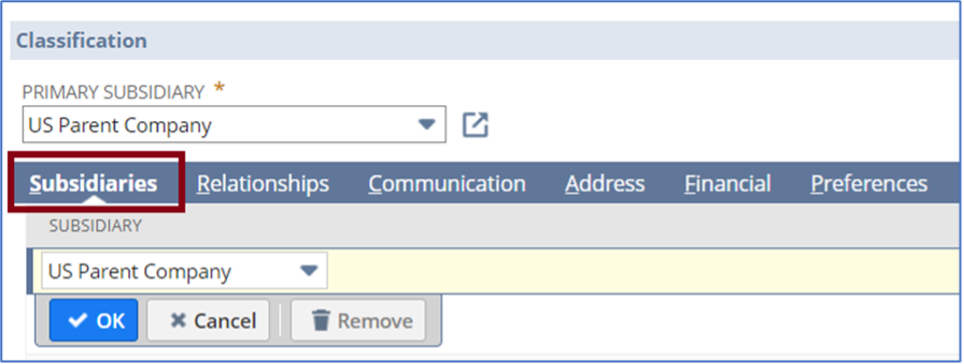 Classification
PRIMARY SUBSIDIARY *
US Parent Company
Subsidiaries Relationships Communication Address Financial Preferences
SUBSIDIARY
US Parent Company
OK Cancel Remove